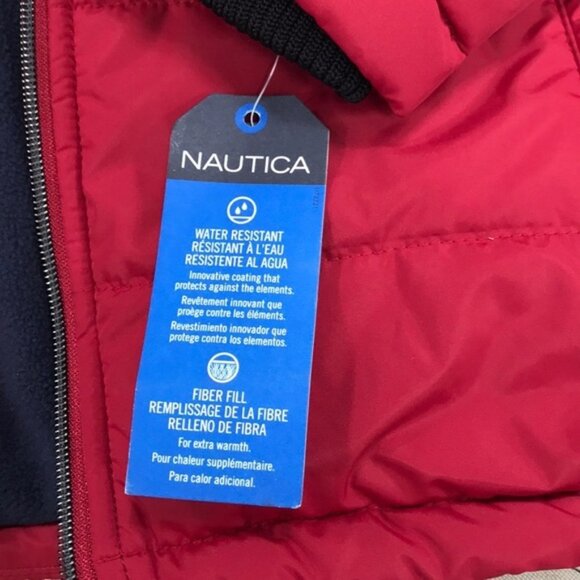 NAUTICA
WATER RESISTANT
RÉSISTANT À L'EAU
RESISTENTE AL AGUA
Innovative coating that
protects against the elements.
Revêtement innovant que
proège contre les éléments.
Revestimiento innovador que
protege contra los elementos.
FIBER FILL
REMPLISSAGE DE LA FIBRE
RELLENO DE FIBRA
For extra warmth.
Pour chaleur supplémentaire.
Para calor adicional.